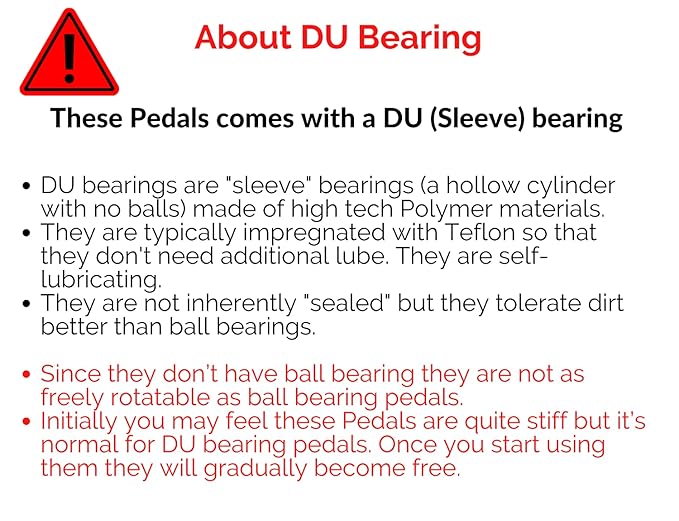 About DU Bearing
These Pedals comes with a DU (Sleeve) bearing
• DU bearings are "sleeve" bearings (a hollow cylinder
with no balls) made of high tech Polymer materials.
• They are typically impregnated with Teflon so that
they don't need additional lube. They are self-
lubricating.
• They are not inherently "sealed" but they tolerate dirt
better than ball bearings.
• Since they don’t have ball bearing they are not as
freely rotatable as ball bearing pedals.
• Initially you may feel these Pedals are quite stiff but it’s
normal for DU bearing pedals. Once you start using
them they will gradually become free.